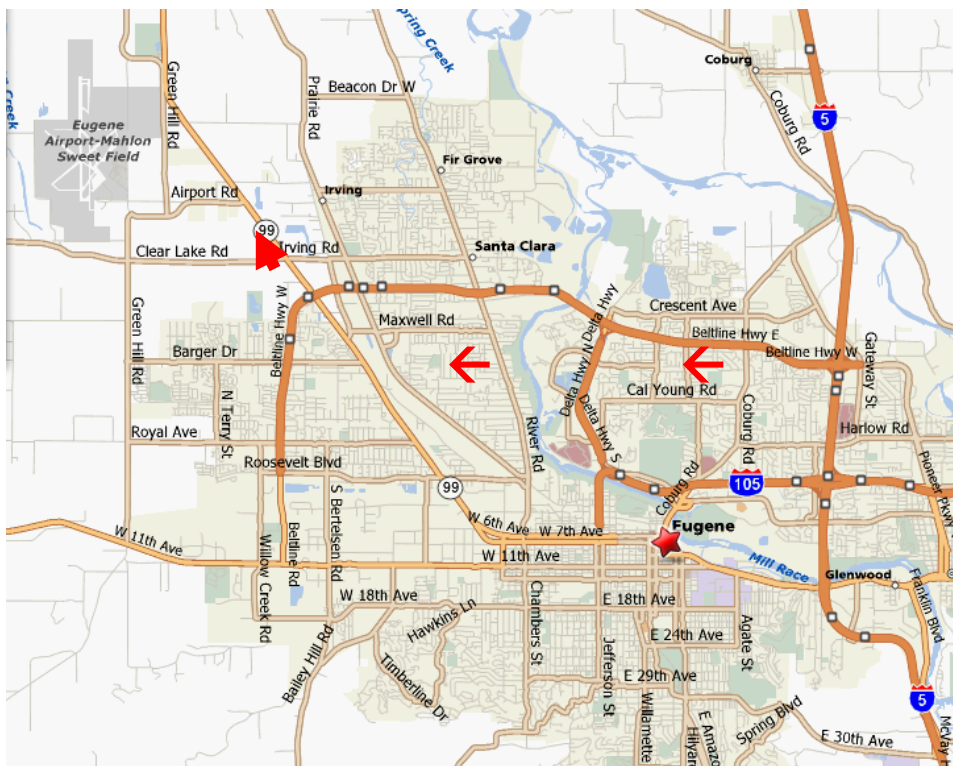 Spring Creek
Coburg
Green Hill Rd
Prairie Rd
Beacon Dr W
Creek
5
Coburg Rd
Eugene
Airport-Mahlon
Sweet Field
Fir Grove
Airport Rd
Irving
99
Clear Lake Rd
Irving Rd
Santa Clara
Beltline Hwy W
Delta Hwy
Crescent Ave
Maxwell Rd
Beltline Hwy E
Beltline Hwy W
Green Hill Rd
Barger Dr
Delta Hwy N
Gateway St
N Terry St
Cal Young Rd
Delta Hwy S
Coburg Rd
River Rd
Harlow Rd
Royal Ave
Roosevelt Blvd
Pioneer Pkwy
99
S Bertelsen Rd
Coburg Rd
105
W 11th Ave
W 6th Ave
W 7th Ave
Eugene
W 11th Ave
Mill Race
Willow Creek Rd
Beltline Rd
Glenwood
W 18th Ave
Hawkins Ln
Chambers St
E 18th Ave
Agate St
Franklin Blvd
Bailey Hill Rd
Timberline Dr
Jefferson St
E 24th Ave
E 29th Ave
Willamette
E Amazo
Hilyar
Spring Blvd
5
E 30th Ave
McVay H